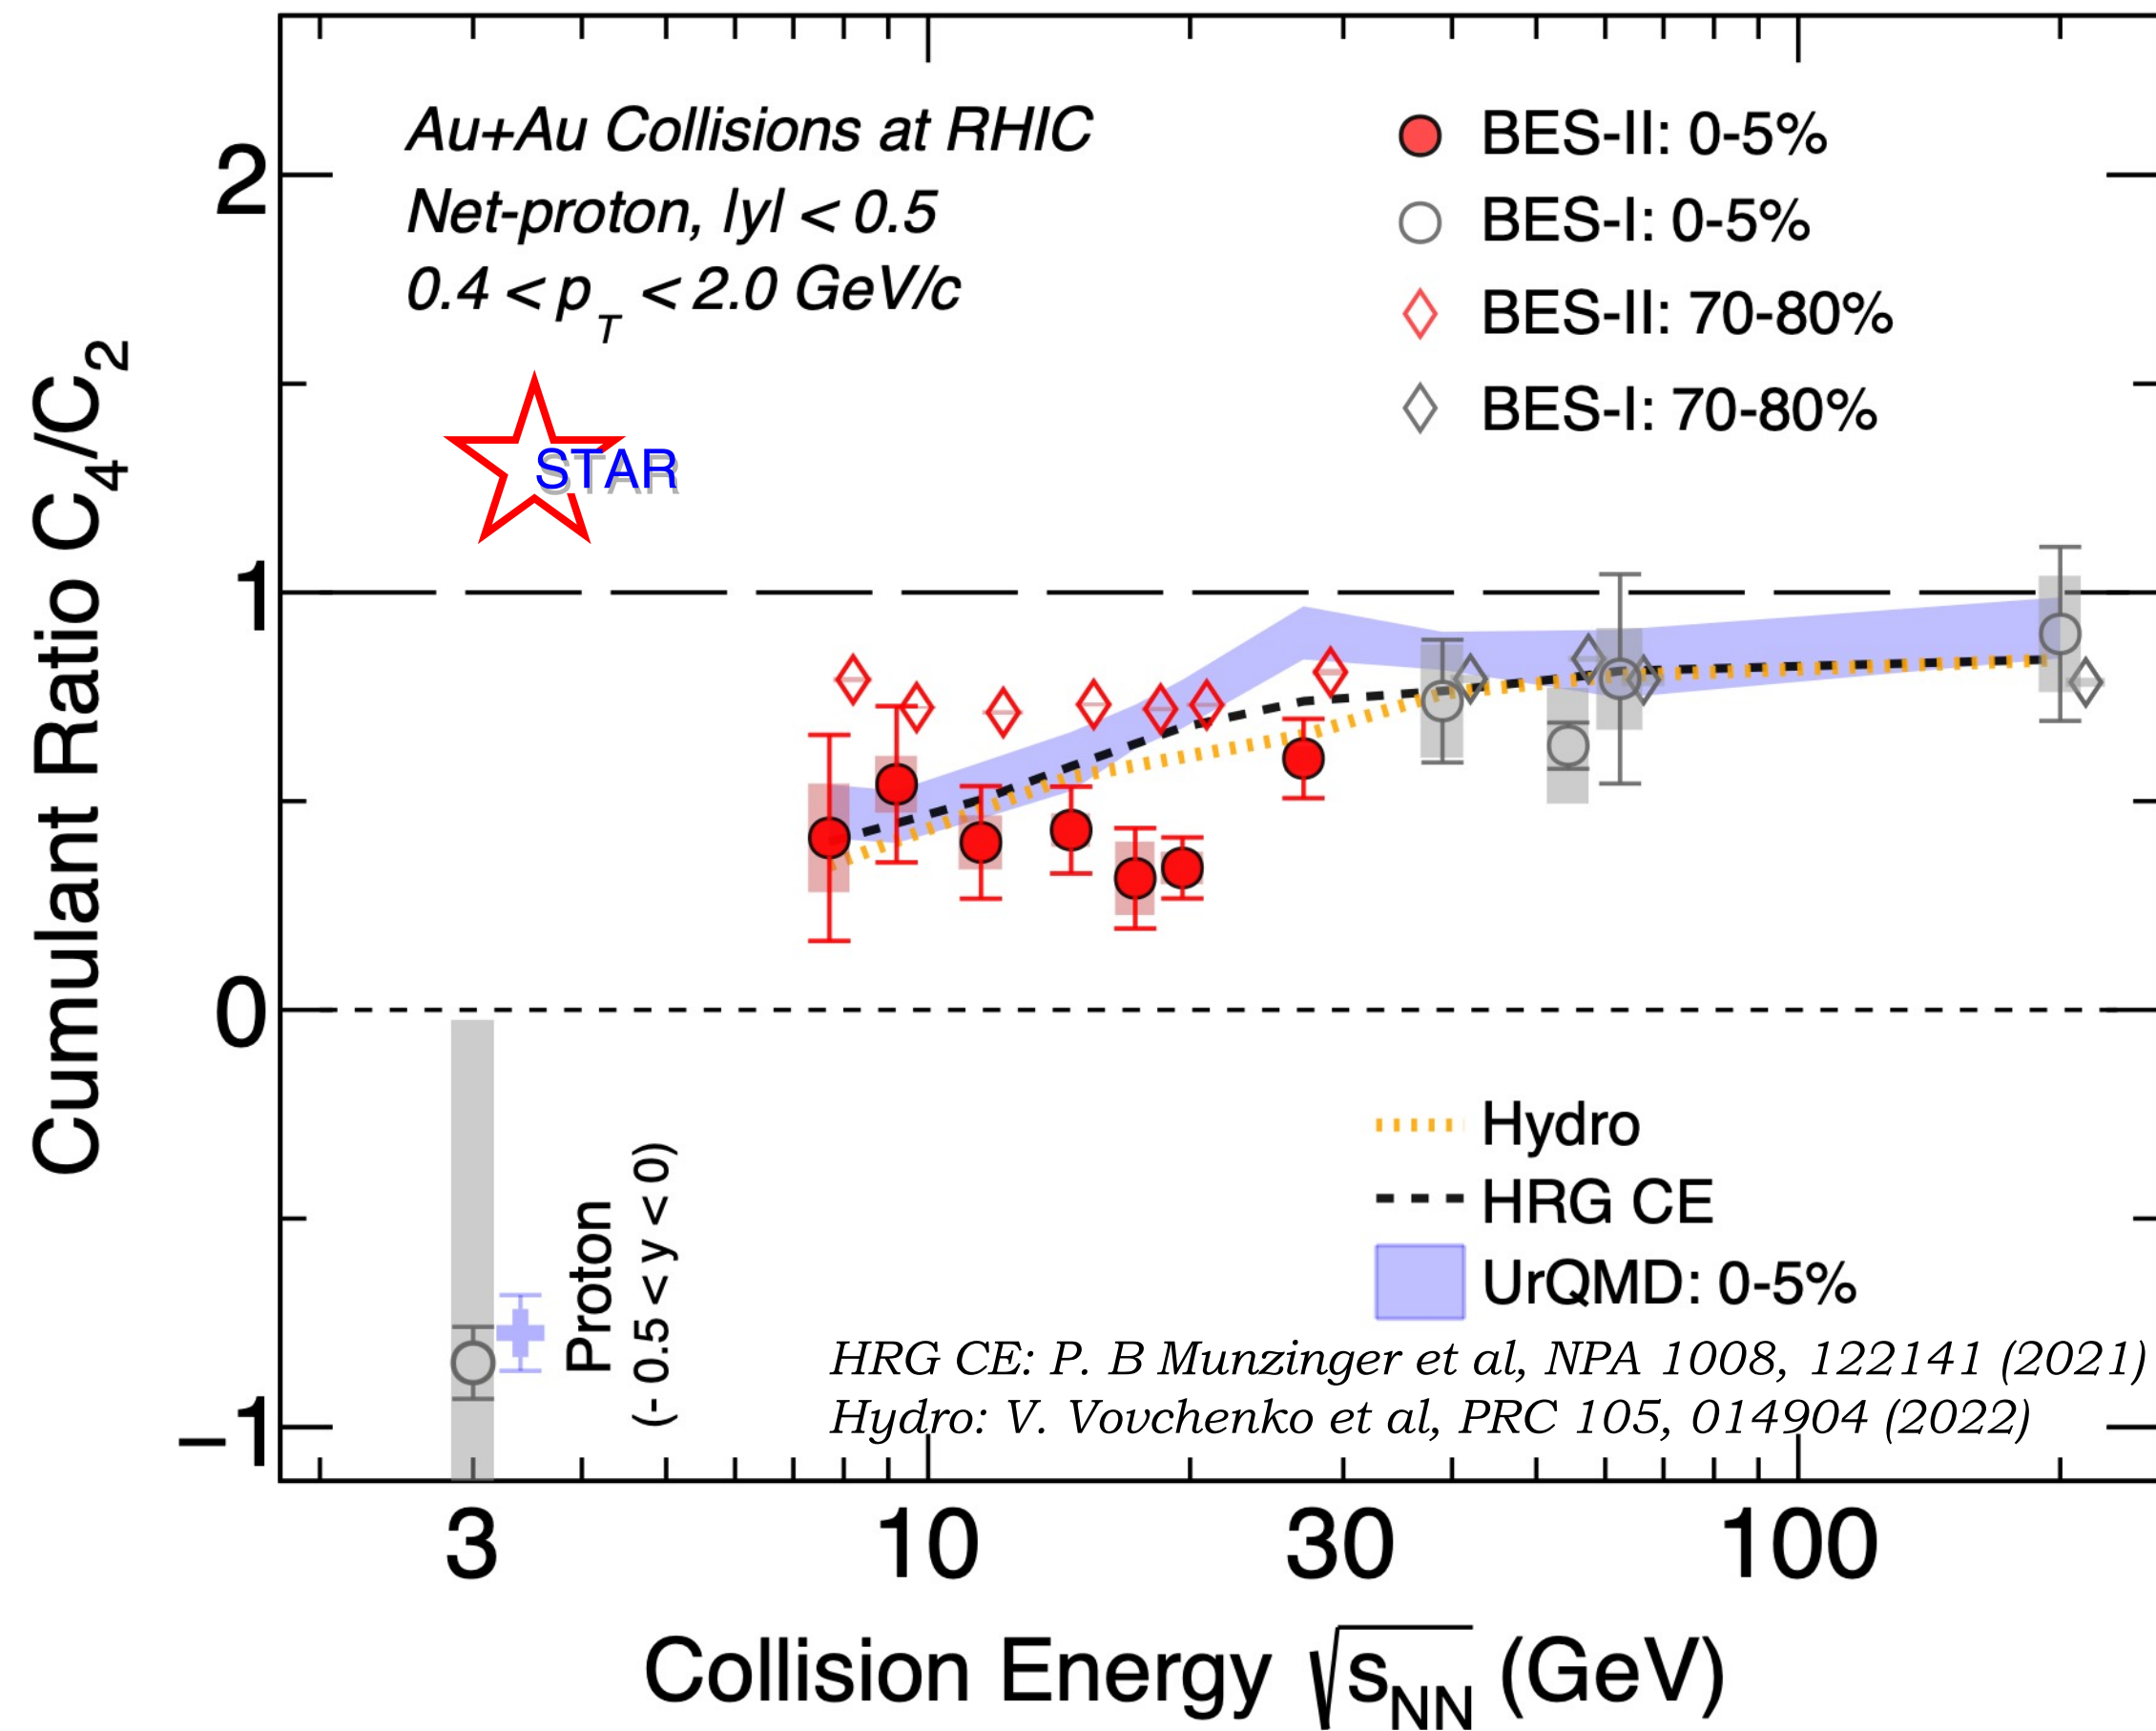 Au+Au Collisions at RHIC
Net-proton, |y| < 0.5
0.4 < p_T < 2.0 GeV/c
STAR
BES-II: 0-5%
BES-I: 0-5%
BES-II: 70-80%
BES-I: 70-80%
Cumulant Ratio C_4/C_2
2
1
0
−1
Proton
(- 0.5 < y < 0)
Hydro
HRG CE
UrQMD: 0-5%
HRG CE: P. B Munzinger et al, NPA 1008, 122141 (2021)
Hydro: V. Vovchenko et al, PRC 105, 014904 (2022)
3 10 30 100
Collision Energy √s_NN (GeV)